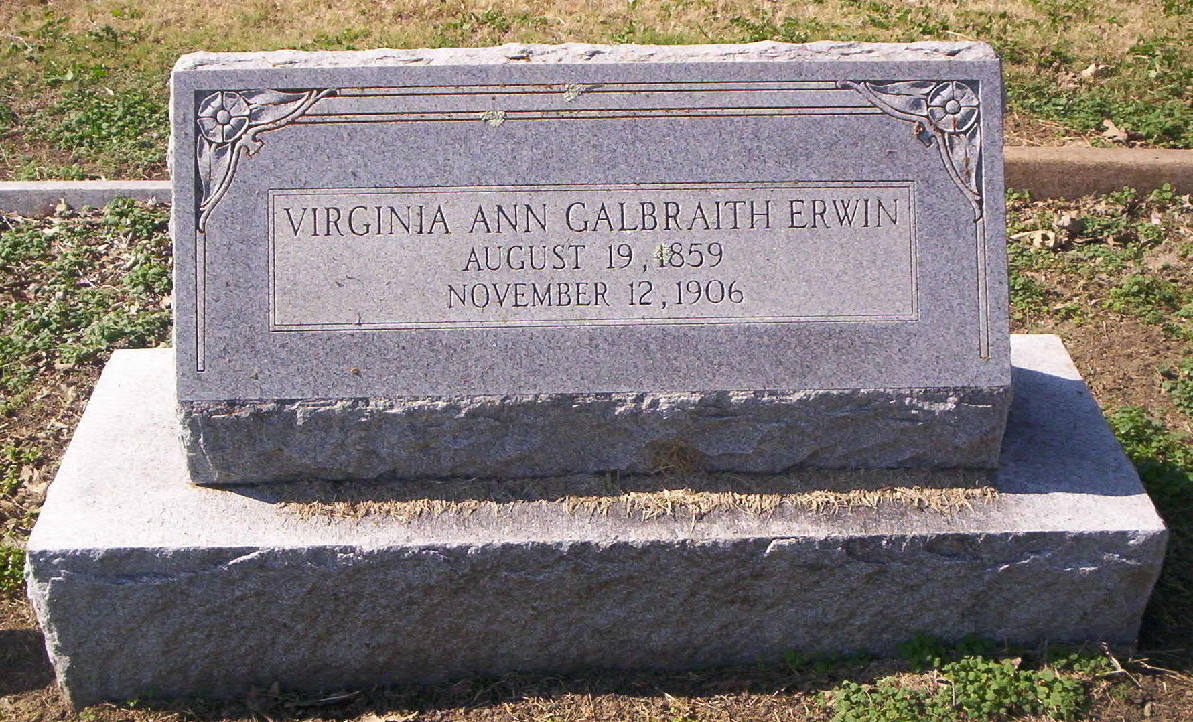 VIRGINIA ANN GALBRAITH ERWIN
AUGUST 19, 1859
NOVEMBER 12, 1906